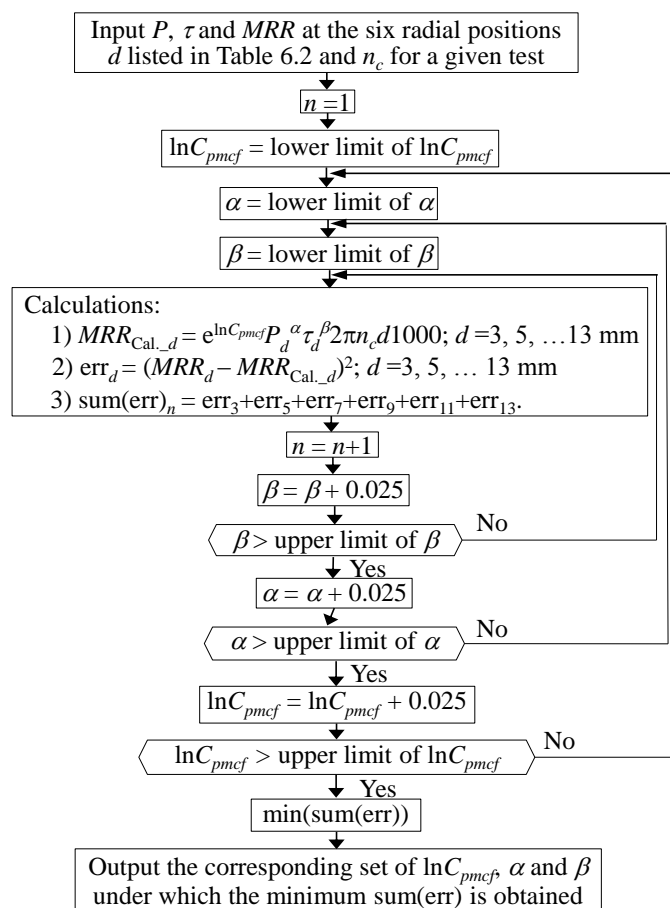 Input P, τ and MRR at the six radial positions
d listed in Table 6.2 and n_c for a given test
n =1
lnC_pmcf = lower limit of lnC_pmcf
α = lower limit of α
β = lower limit of β
Calculations:
1) MRR_Cal._d = e^lnC_pmcf P_d^α τ_d^β 2πn_c d1000; d =3, 5, …13 mm
2) err_d = (MRR_d – MRR_Cal._d)²; d =3, 5, … 13 mm
3) sum(err)_n = err_3+err_5+err_7+err_9+err_11+err_13.
n = n+1
β = β + 0.025
β > upper limit of β
No
Yes
α = α + 0.025
α > upper limit of α
No
Yes
lnC_pmcf = lnC_pmcf + 0.025
lnC_pmcf > upper limit of lnC_pmcf
No
Yes
min(sum(err))
Output the corresponding set of lnC_pmcf, α and β
under which the minimum sum(err) is obtained